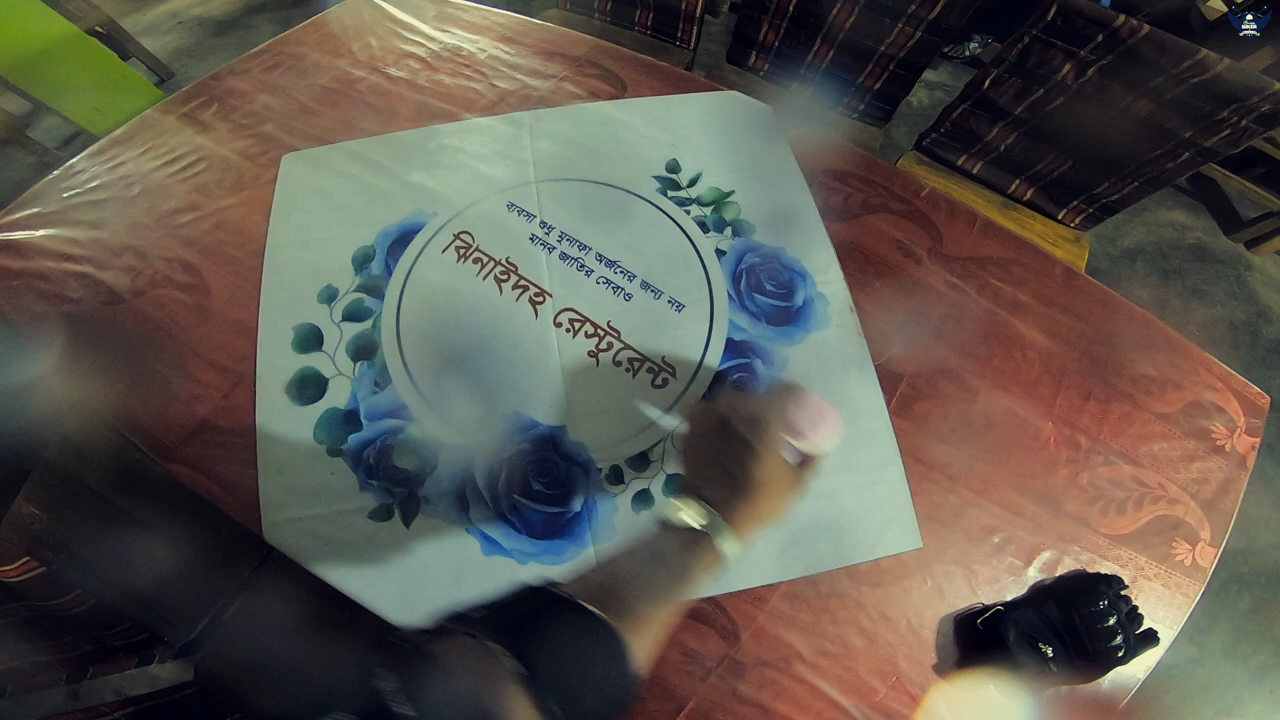 ব্যবসা শুধু মুনাফা অর্জনের জন্য নয়
মানব জাতির সেবাও
ঝিনাইদহ রেস্টুরেন্ট